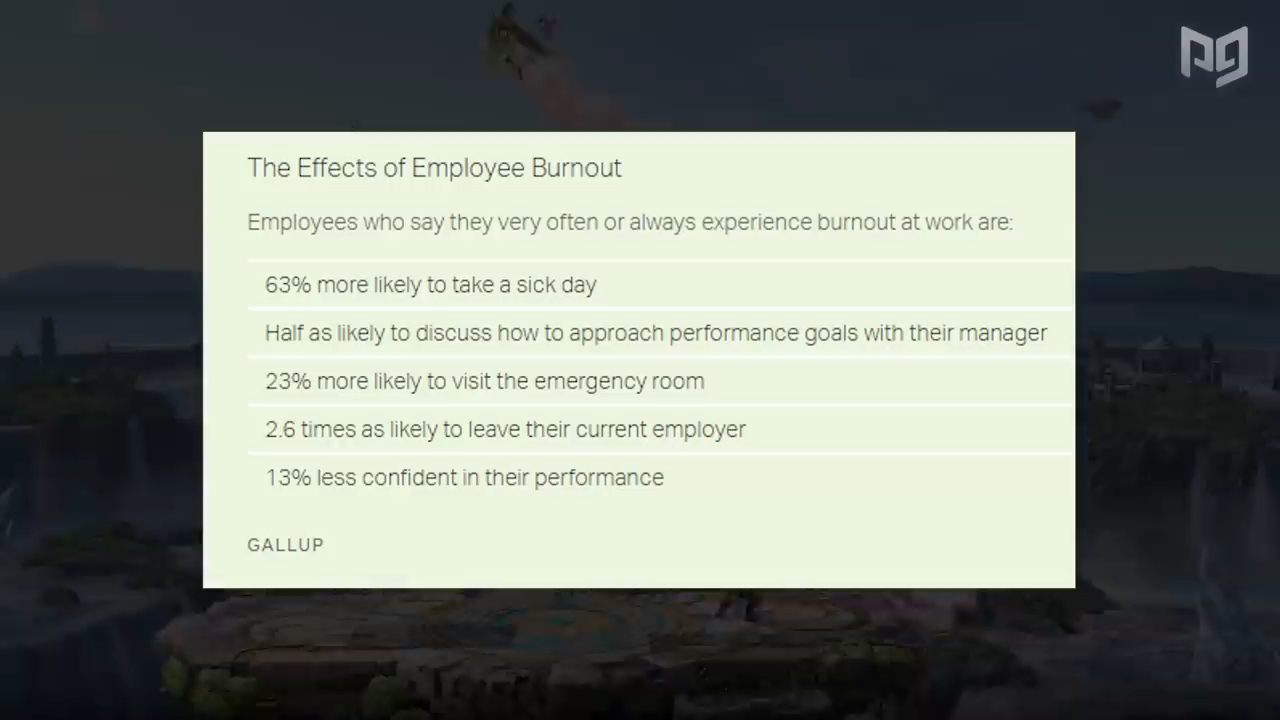 PG
The Effects of Employee Burnout
Employees who say they very often or always experience burnout at work are:
63% more likely to take a sick day
Half as likely to discuss how to approach performance goals with their manager
23% more likely to visit the emergency room
2.6 times as likely to leave their current employer
13% less confident in their performance
GALLUP